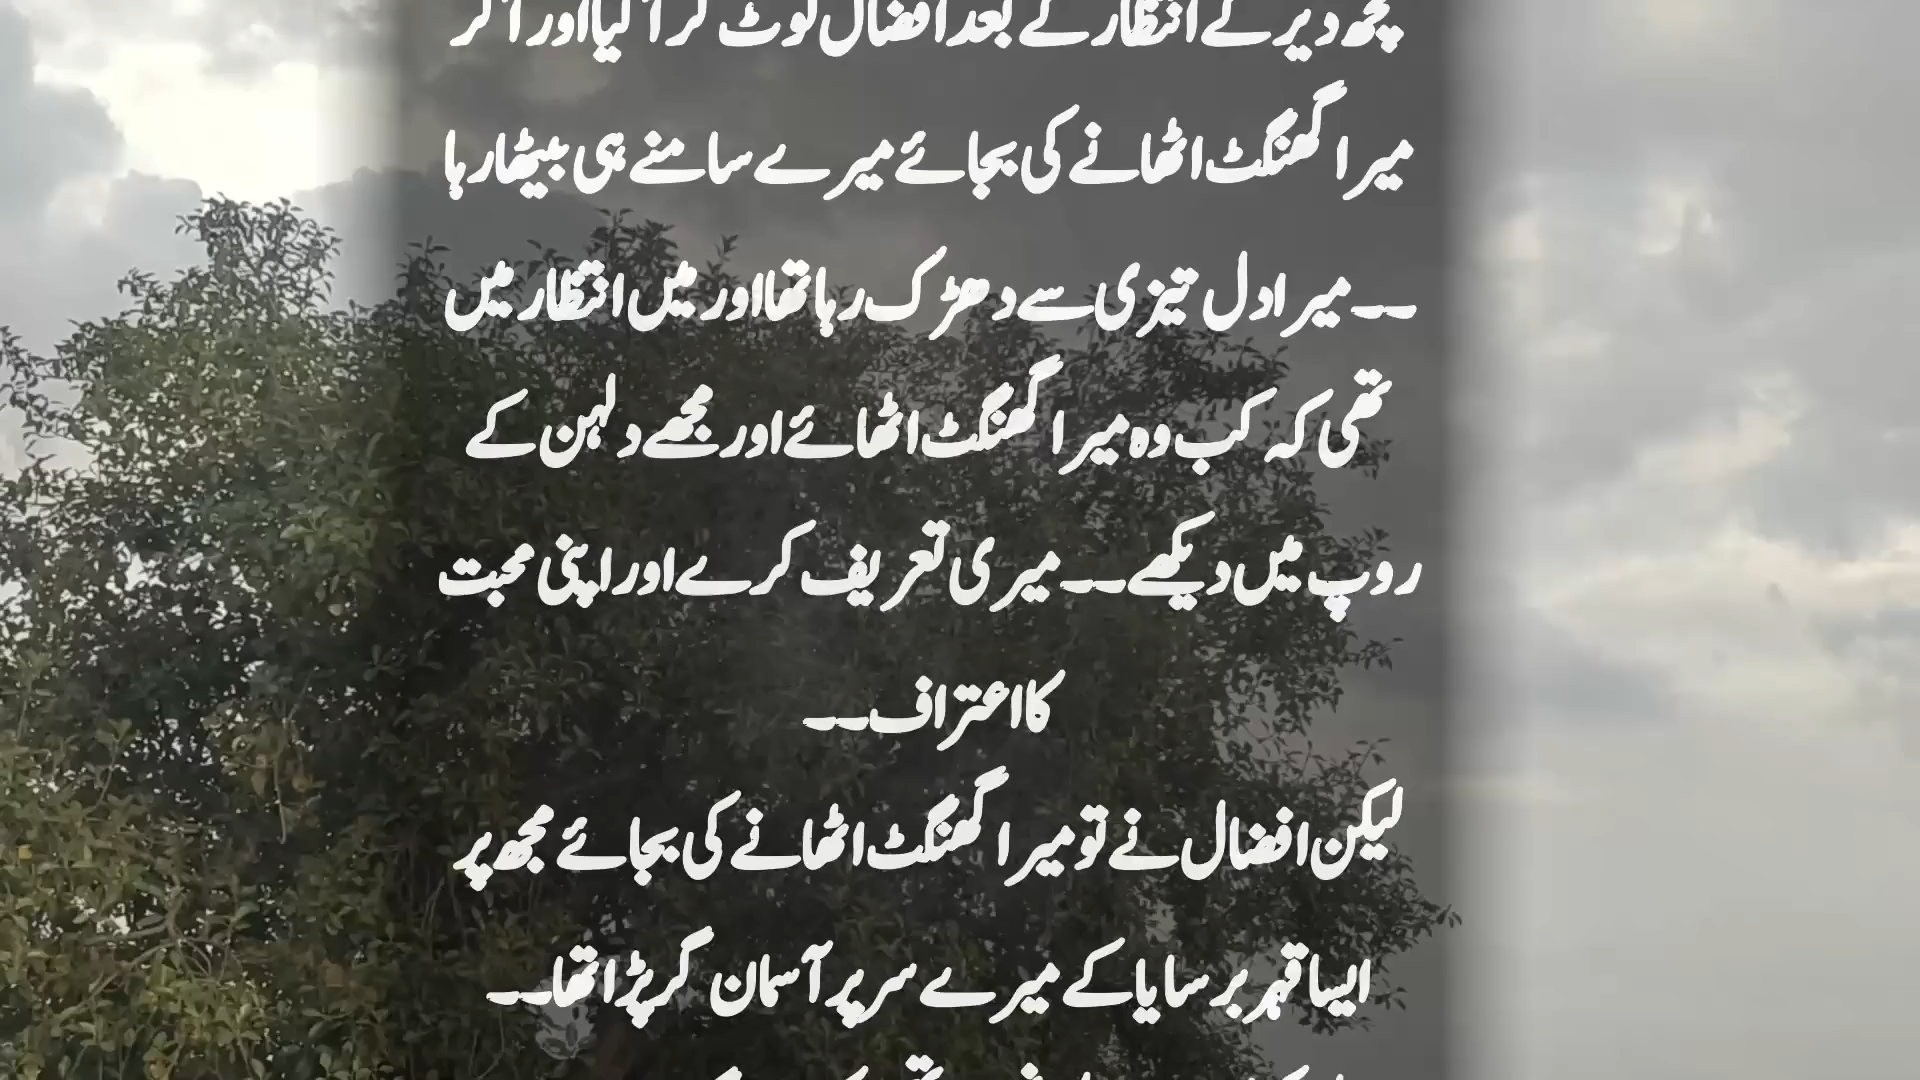 کچھ دیر کے انتظار کے بعد افضال لوٹ کر آ گیا اور آ کر
میرا گھنگٹ اٹھانے کی بجائے میرے سامنے ہی بیٹھا رہا
۔۔ میرا دل تیزی سے دھڑک رہا تھا اور میں انتظار میں
تھی کہ کب وہ میرا گھنگٹ اٹھائے اور مجھے دلہن کے
روپ میں دیکھے ۔۔ میری تعریف کرے اور اپنی محبت
کا اعتراف ۔۔
لیکن افضال نے تو میرا گھنگٹ اٹھانے کی بجائے مجھ پر
ایسا قہر برسایا کے میرے سر پر آسمان گر پڑا تھا ۔۔